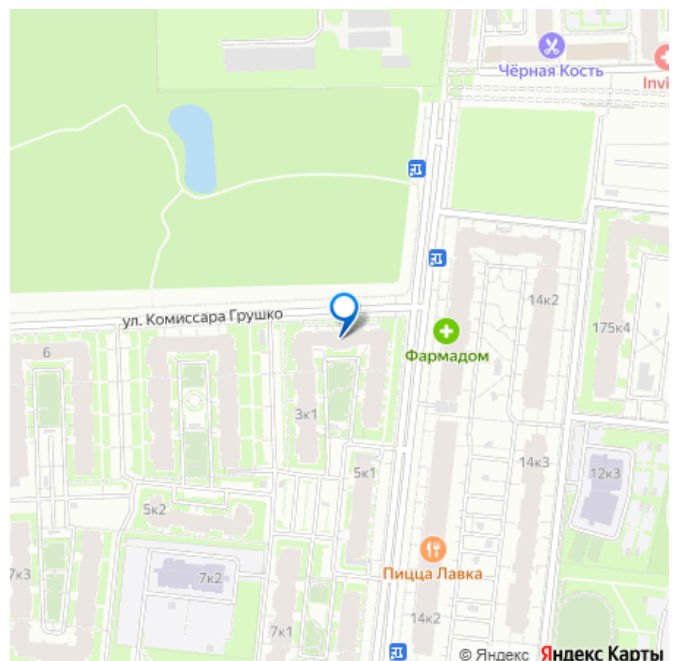 Чёрная Кость
Invi
ул. Комиссара Грушко
14к2
175к4
6
Фармадом
3к1
5к1
14к3
12к3
5к2
Пицца Лавка
7к3
7к2
14к2
7к1
© Яндекс Яндекс Карты